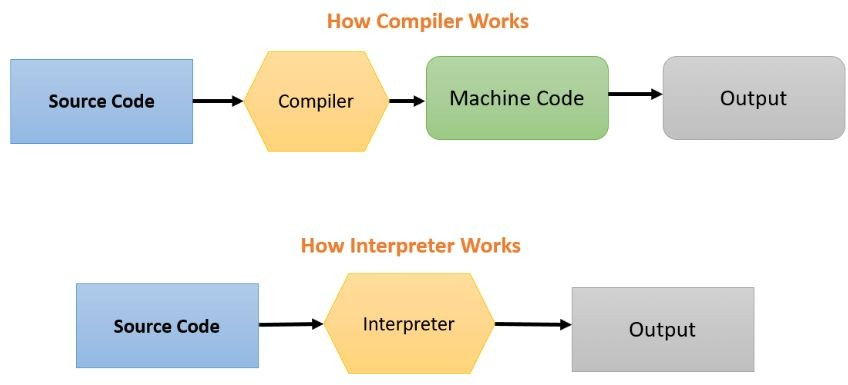 How Compiler Works
Source Code
Compiler
Machine Code
Output
How Interpreter Works
Source Code
Interpreter
Output